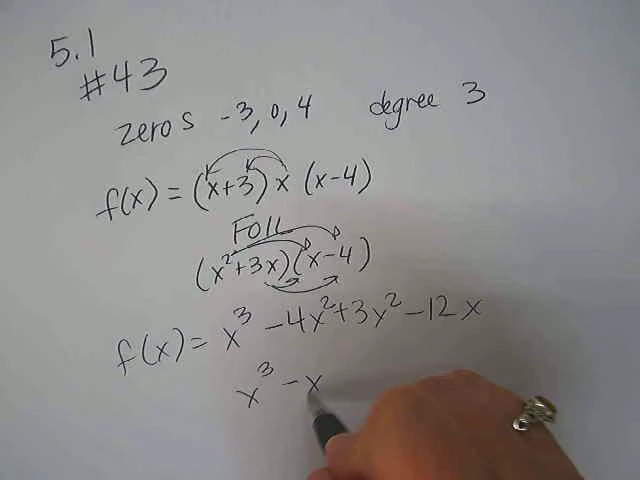 5.1
#43
zeros -3, 0, 4 degree 3
f(x) = (x+3)x (x-4)
FOIL
(x²+3x)(x-4)
f(x) = x³ - 4x² + 3x² - 12x
x³ - x